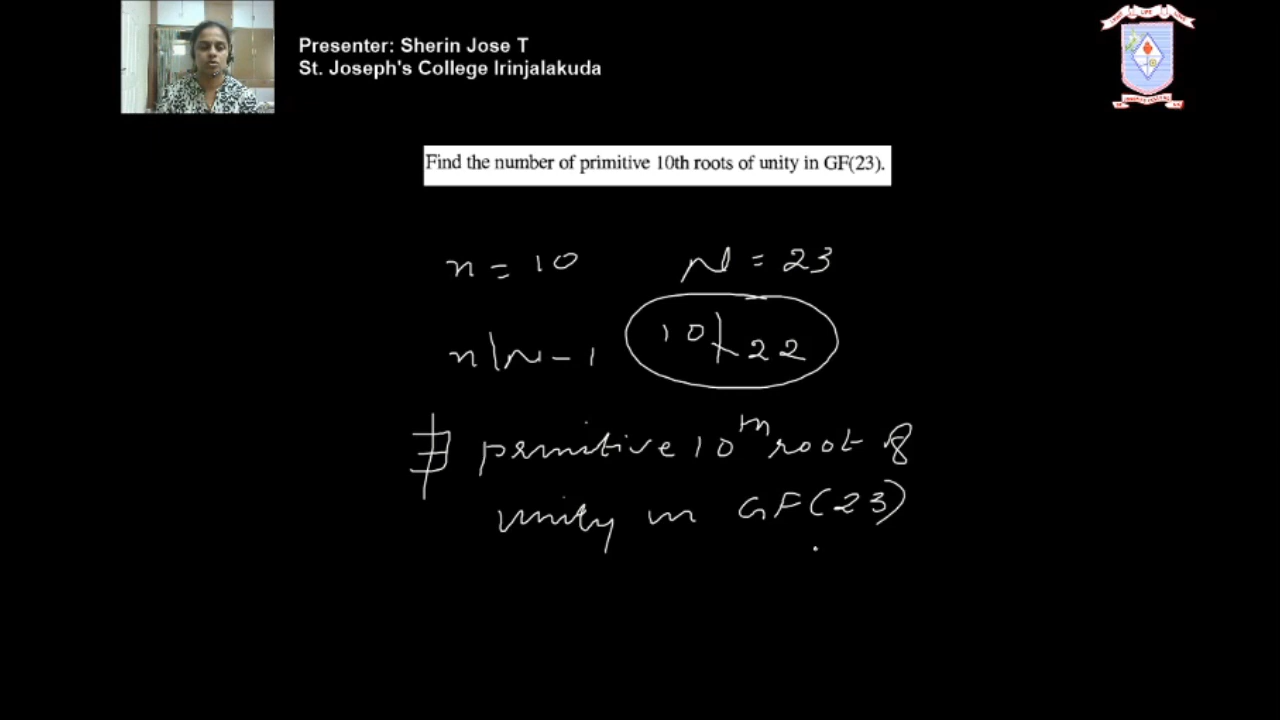 Presenter: Sherin Jose T
St. Joseph's College Irinjalakuda
Find the number of primitive 10th roots of unity in GF(23).
n = 10 N = 23
n | N - 1 10 ∤ 22
∄ primitive 10th root of
unity in GF(23)